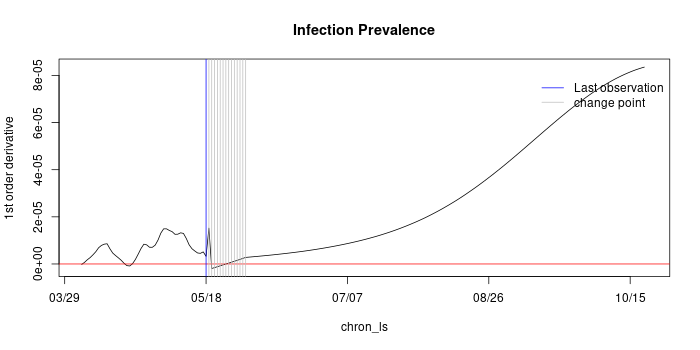 Infection Prevalence
1st order derivative
8e-05
6e-05
4e-05
2e-05
0e+00
Last observation
change point
03/29
05/18
07/07
08/26
10/15
chron_ls